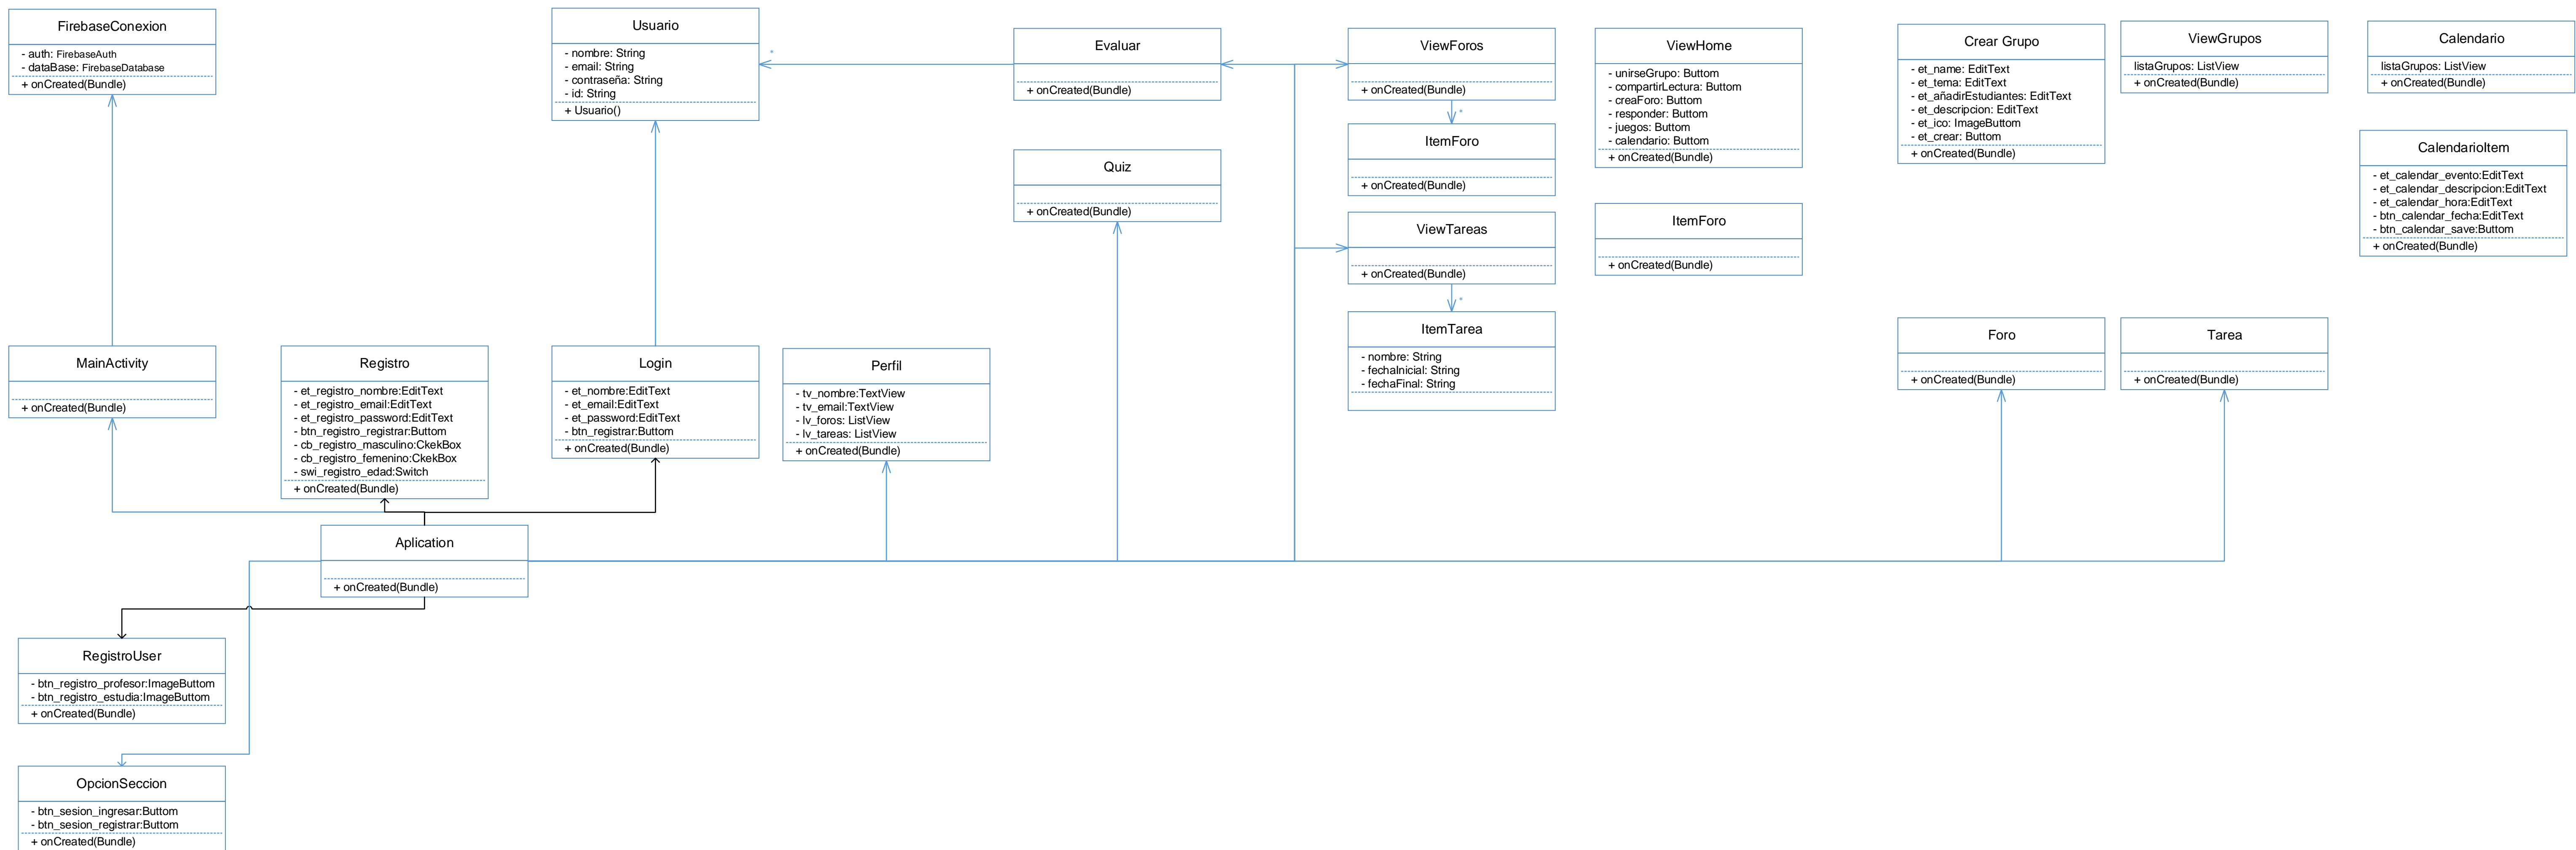 FirebaseConexion
- auth: FirebaseAuth
- dataBase: FirebaseDatabase
+ onCreated(Bundle)
Usuario
- nombre: String
- email: String
- contraseña: String
- id: String
+ Usuario()
*
Evaluar
+ onCreated(Bundle)
ViewForos
+ onCreated(Bundle)
*
ItemForo
+ onCreated(Bundle)
ViewHome
- unirseGrupo: Buttom
- compartirLectura: Buttom
- creaForo: Buttom
- responder: Buttom
- juegos: Buttom
- calendario: Buttom
+ onCreated(Bundle)
Crear Grupo
- et_name: EditText
- et_tema: EditText
- et_añadirEstudiantes: EditText
- et_descripcion: EditText
- et_ico: ImageButtom
- et_crear: Buttom
+ onCreated(Bundle)
ViewGrupos
listaGrupos: ListView
+ onCreated(Bundle)
Calendario
listaGrupos: ListView
+ onCreated(Bundle)
CalendarioItem
- et_calendar_evento:EditText
- et_calendar_descripcion:EditText
- et_calendar_hora:EditText
- btn_calendar_fecha:EditText
- btn_calendar_save:Buttom
+ onCreated(Bundle)
Quiz
+ onCreated(Bundle)
ViewTareas
+ onCreated(Bundle)
*
ItemForo
+ onCreated(Bundle)
ItemTarea
- nombre: String
- fechaInicial: String
- fechaFinal: String
Foro
+ onCreated(Bundle)
Tarea
+ onCreated(Bundle)
MainActivity
+ onCreated(Bundle)
Registro
- et_registro_nombre:EditText
- et_registro_email:EditText
- et_registro_password:EditText
- btn_registro_registrar:Buttom
- cb_registro_masculino:CkekBox
- cb_registro_femenino:CkekBox
- swi_registro_edad:Switch
+ onCreated(Bundle)
Login
- et_nombre:EditText
- et_email:EditText
- et_password:EditText
- btn_registrar:Buttom
+ onCreated(Bundle)
Perfil
- tv_nombre:TextView
- tv_email:TextView
- lv_foros: ListView
- lv_tareas: ListView
+ onCreated(Bundle)
Aplication
+ onCreated(Bundle)
RegistroUser
- btn_registro_profesor:ImageButtom
- btn_registro_estudia:ImageButtom
+ onCreated(Bundle)
OpcionSeccion
- btn_sesion_ingresar:Buttom
- btn_sesion_registrar:Buttom
+ onCreated(Bundle)